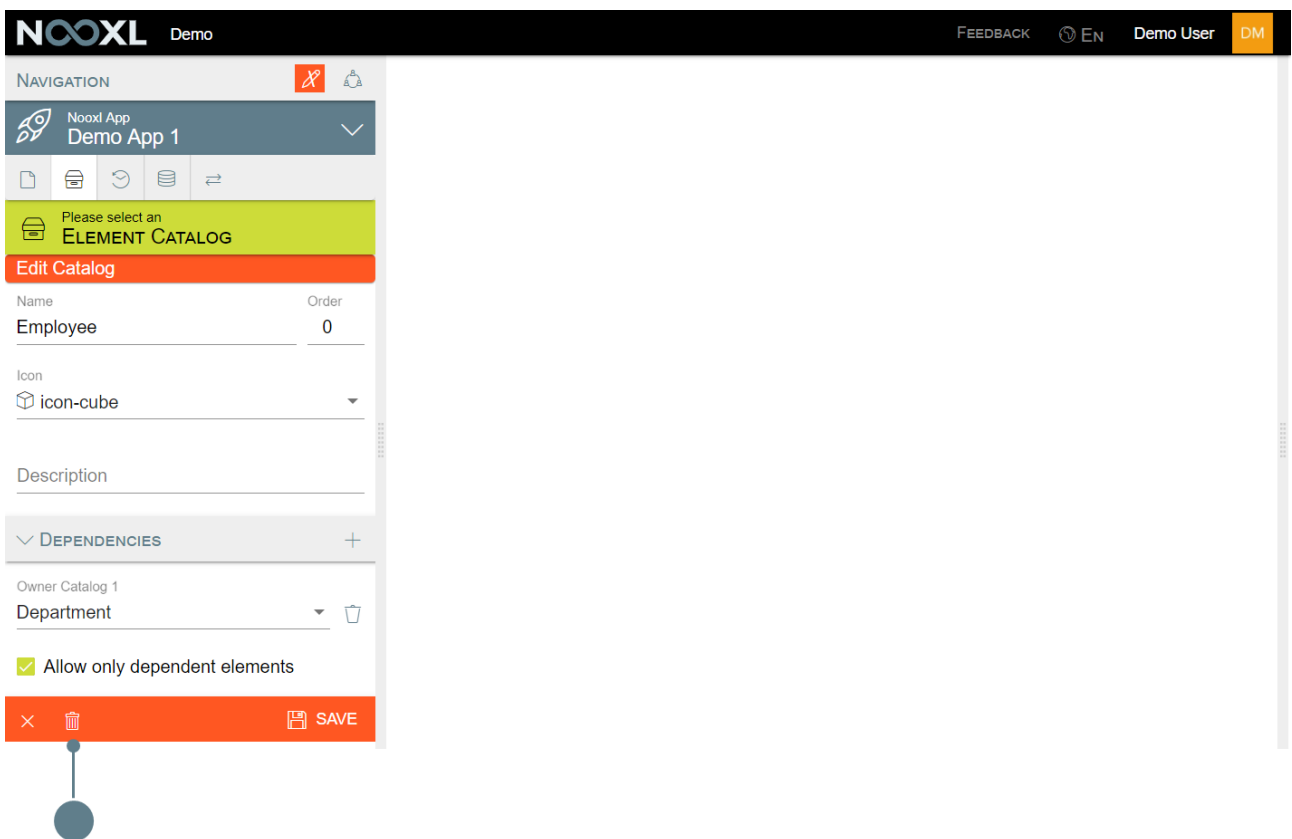 NOOXL Demo FEEDBACK EN Demo User DM
NAVIGATION
Nooxl App
Demo App 1
Please select an
ELEMENT CATALOG
Edit Catalog
Name Order
Employee 0
Icon
icon-cube
Description
DEPENDENCIES
Owner Catalog 1
Department
Allow only dependent elements
SAVE